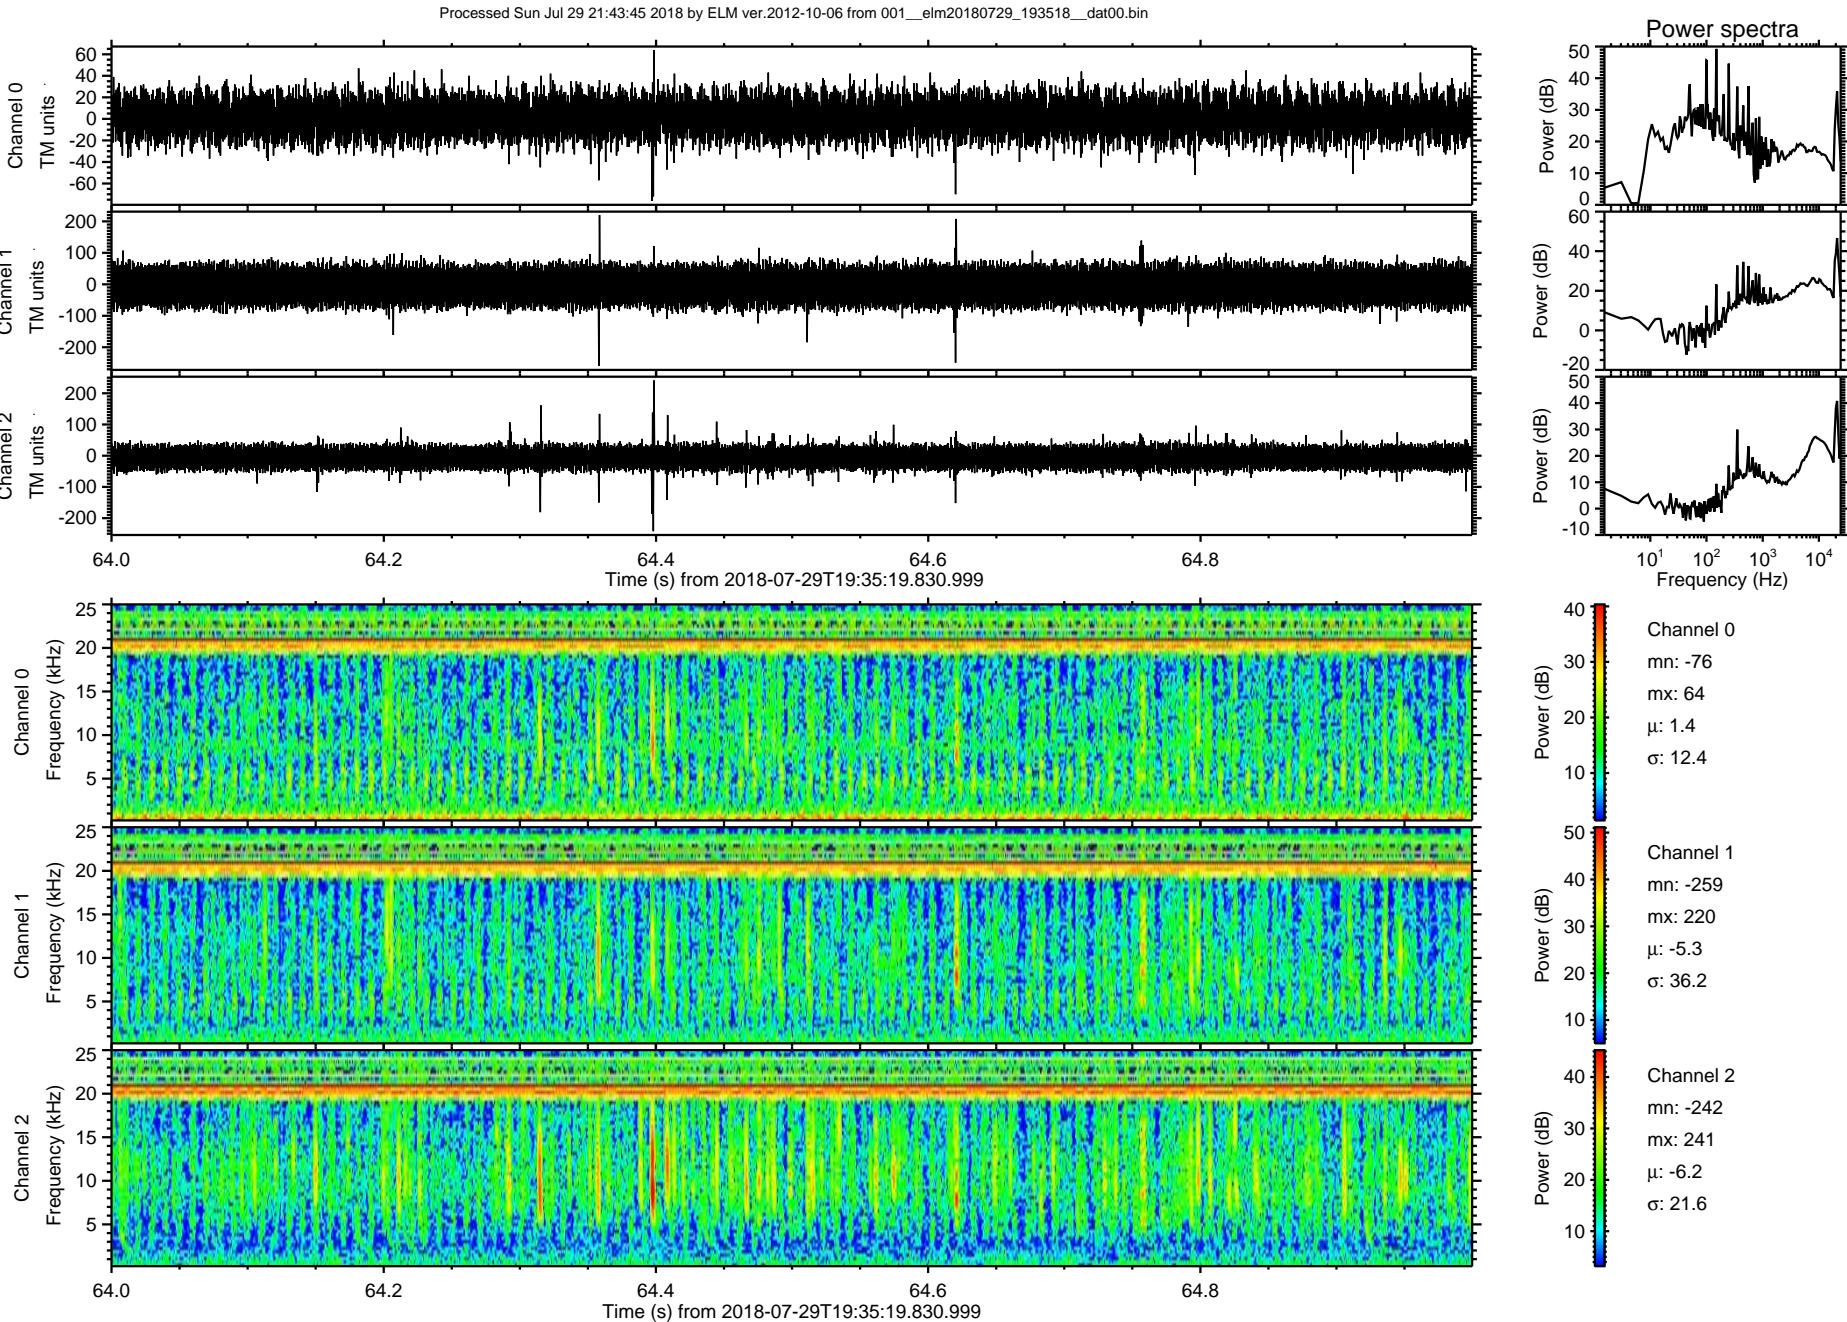 Processed Sun Jul 29 21:43:45 2018 by ELM ver.2012-10-06 from 001__elm20180729_193518__dat00.bin
Power spectra
Channel 0
TM units
60
40
20
0
-20
-40
-60
Power (dB)
50
40
30
20
10
0
Channel 1
TM units
200
100
0
-100
-200
Power (dB)
60
40
20
0
-20
Channel 2
TM units
200
100
0
-100
-200
Power (dB)
50
40
30
20
10
0
-10
64.0 64.2 64.4 64.6 64.8
Time (s) from 2018-07-29T19:35:19.830.999
10^1 10^2 10^3 10^4
Frequency (Hz)
Channel 0
Frequency (kHz)
25
20
15
10
5
Power (dB)
40
30
20
10
Channel 0
mn: -76
mx: 64
μ: 1.4
σ: 12.4
Channel 1
Frequency (kHz)
25
20
15
10
5
Power (dB)
50
40
30
20
10
Channel 1
mn: -259
mx: 220
μ: -5.3
σ: 36.2
Channel 2
Frequency (kHz)
25
20
15
10
5
Power (dB)
40
30
20
10
Channel 2
mn: -242
mx: 241
μ: -6.2
σ: 21.6
64.0 64.2 64.4 64.6 64.8
Time (s) from 2018-07-29T19:35:19.830.999